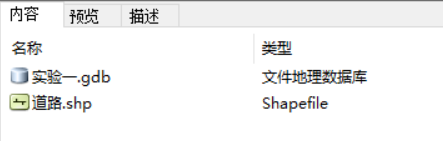 内容 预览 描述
名称 类型
实验一.gdb 文件地理数据库
道路.shp Shapefile